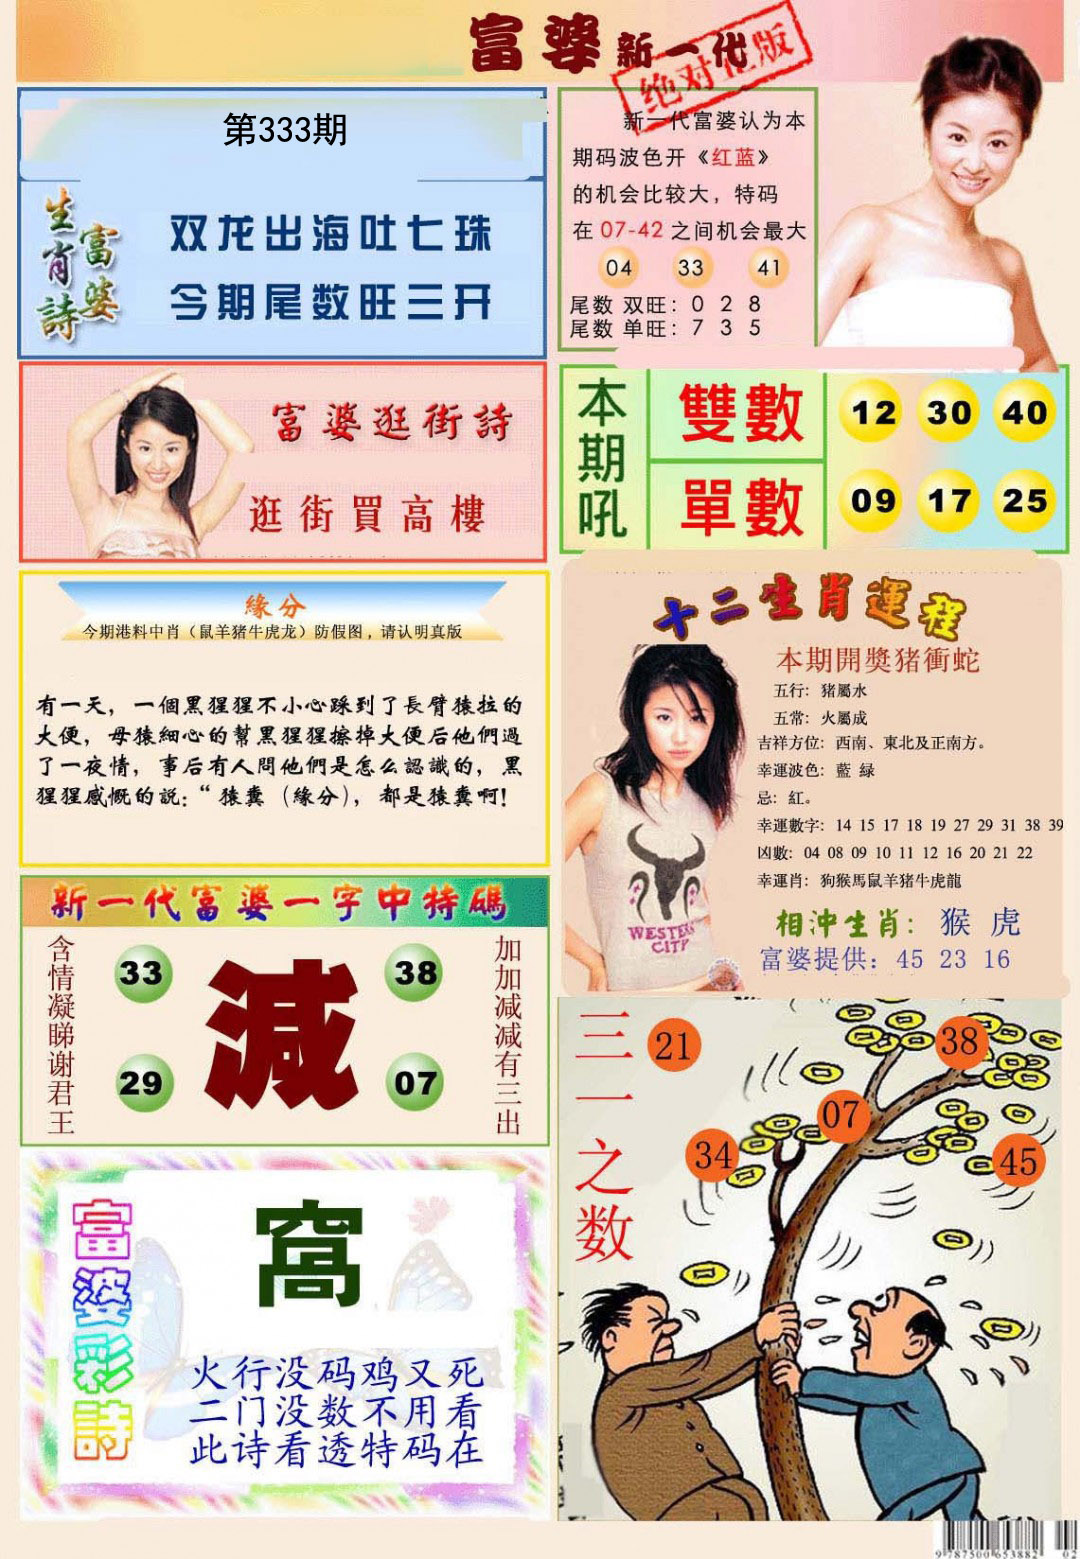 富婆新一代
绝对正版
第333期
生肖詩
富婆
双龙出海吐七珠
今期尾数旺三开
新一代富婆认为本
期码波色开《红蓝》
的机会比较大，特码
在 07-42 之间机会最大
04 33 41
尾数 双旺：0 2 8
尾数 单旺：7 3 5
富婆逛街詩
逛街買高樓
本期吼
雙數
12 30 40
單數
09 17 25
緣分
今期港料中肖（鼠羊猪牛虎龙）防假图，请认明真版
有一天，一個黑猩猩不小心踩到了長臂猿拉的
大便，母猿細心的幫黑猩猩擦掉大便后他們過
了一夜情，事后有人問他們是怎么認識的，黑
猩猩感慨的説：“猿糞（緣分），都是猿糞啊！
十二生肖運程
本期開獎猪衝蛇
五行：猪屬水
五常：火屬成
吉祥方位：西南、東北及正南方。
幸運波色：藍 緑
忌：紅。
幸運數字：14 15 17 18 19 27 29 31 38 39
凶數：04 08 09 10 11 12 16 20 21 22
幸運肖：狗猴馬鼠羊猪牛虎龍
相沖生肖：猴 虎
富婆提供：45 23 16
WESTERN
CITY
新一代富婆一字中特碼
含情凝睇谢君王
33
38
減
29
07
加加减减有三出
三一之数
21
38
07
34
45
富婆彩詩
窩
火行没码鸡又死
二门没数不用看
此诗看透特码在
9787500653882 02